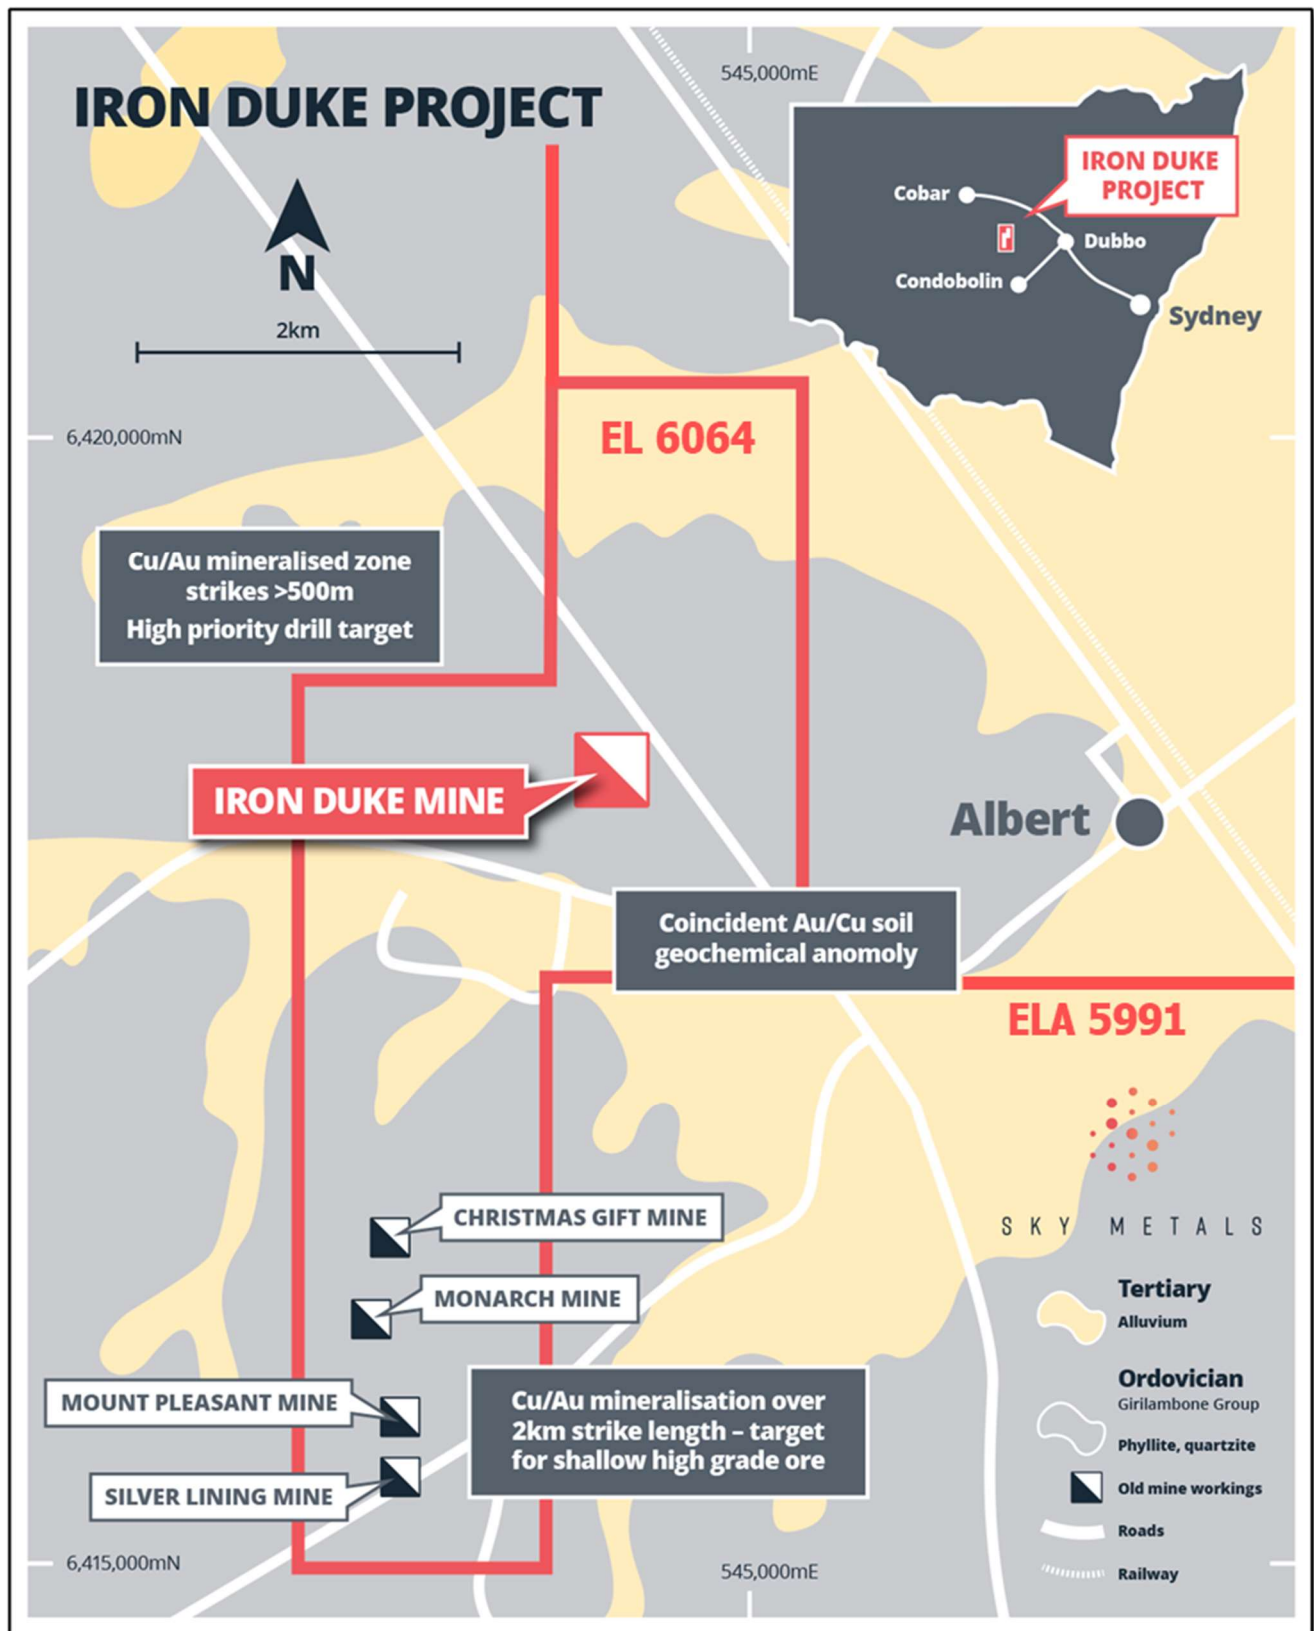 545,000mE
IRON DUKE PROJECT
IRON DUKE
PROJECT
Cobar
Dubbo
Condobolin
Sydney
N
2km
6,420,000mN
EL 6064
Cu/Au mineralised zone
strikes >500m
High priority drill target
IRON DUKE MINE
Albert
Coincident Au/Cu soil
geochemical anomoly
ELA 5991
CHRISTMAS GIFT MINE
MONARCH MINE
MOUNT PLEASANT MINE
SILVER LINING MINE
Cu/Au mineralisation over
2km strike length – target
for shallow high grade ore
6,415,000mN
545,000mE
SKY METALS
Tertiary
Alluvium
Ordovician
Girilambone Group
Phyllite, quartzite
Old mine workings
Roads
Railway